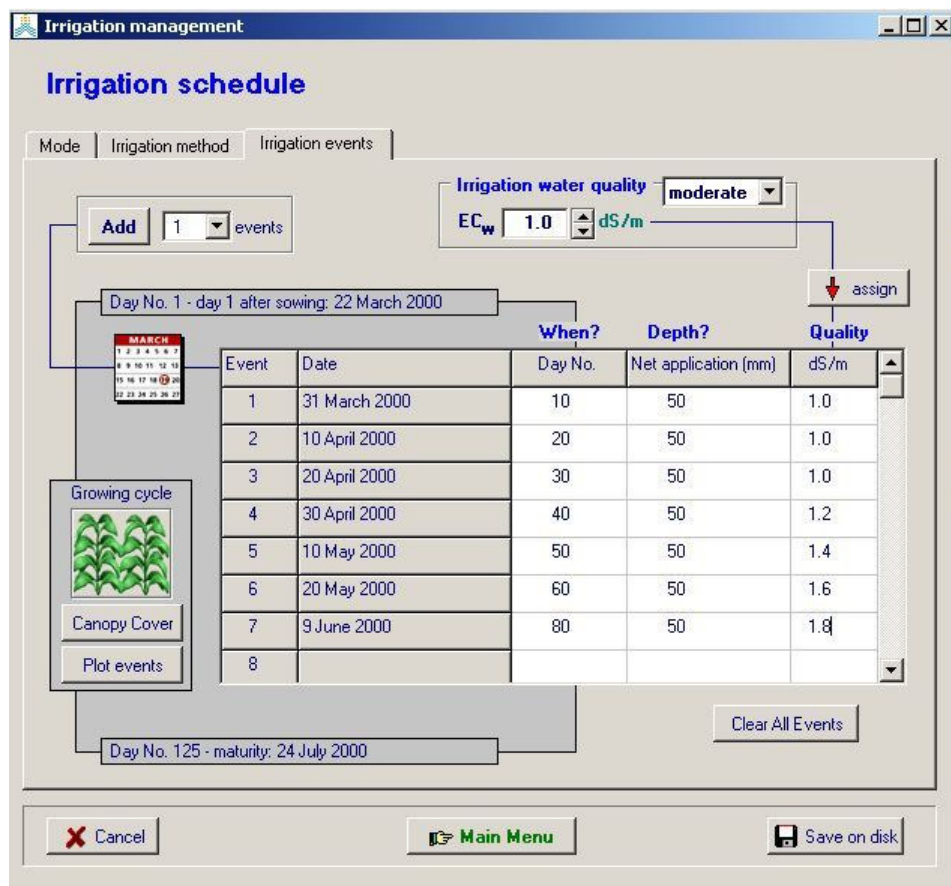 Irrigation management
Irrigation schedule
Mode Irrigation method Irrigation events
Irrigation water quality moderate
Add 1 events
ECw 1.0 dS/m
assign
Day No. 1 - day 1 after sowing: 22 March 2000
When? Depth? Quality
MARCH
Event Date Day No. Net application (mm) dS/m
1 31 March 2000 10 50 1.0
2 10 April 2000 20 50 1.0
3 20 April 2000 30 50 1.0
Growing cycle
4 30 April 2000 40 50 1.2
5 10 May 2000 50 50 1.4
6 20 May 2000 60 50 1.6
Canopy Cover
7 9 June 2000 80 50 1.8
Plot events
8
Clear All Events
Day No. 125 - maturity: 24 July 2000
Cancel Main Menu Save on disk